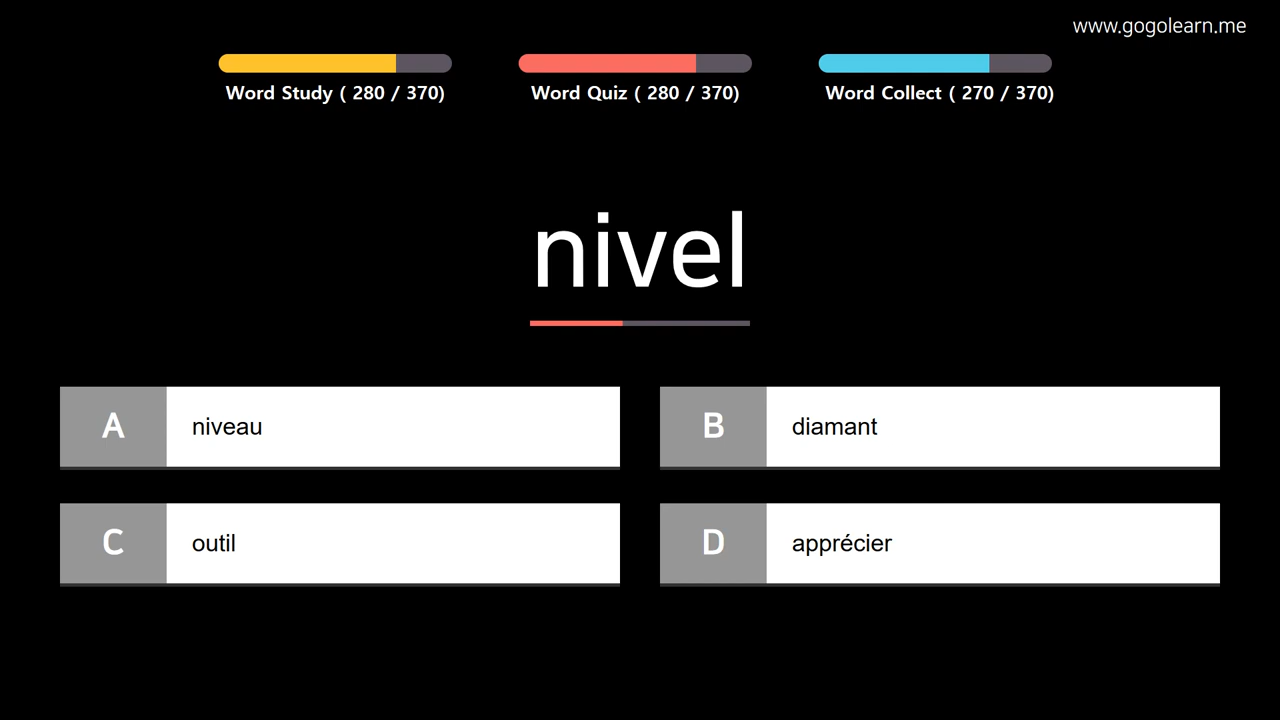 www.gogolearn.me
Word Study ( 280 / 370)
Word Quiz ( 280 / 370)
Word Collect ( 270 / 370)
nivel
A niveau
B diamant
C outil
D apprécier